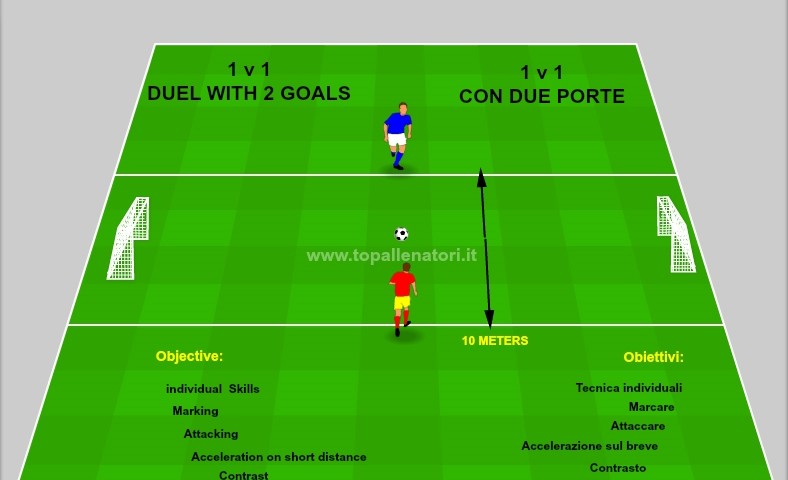 1 v 1
DUEL WITH 2 GOALS
1 v 1
CON DUE PORTE
www.topallenatori.it
10 METERS
Objective:
individual Skills
Marking
Attacking
Acceleration on short distance
Contrast
Obiettivi:
Tecnica individuali
Marcare
Attaccare
Accelerazione sul breve
Contrasto